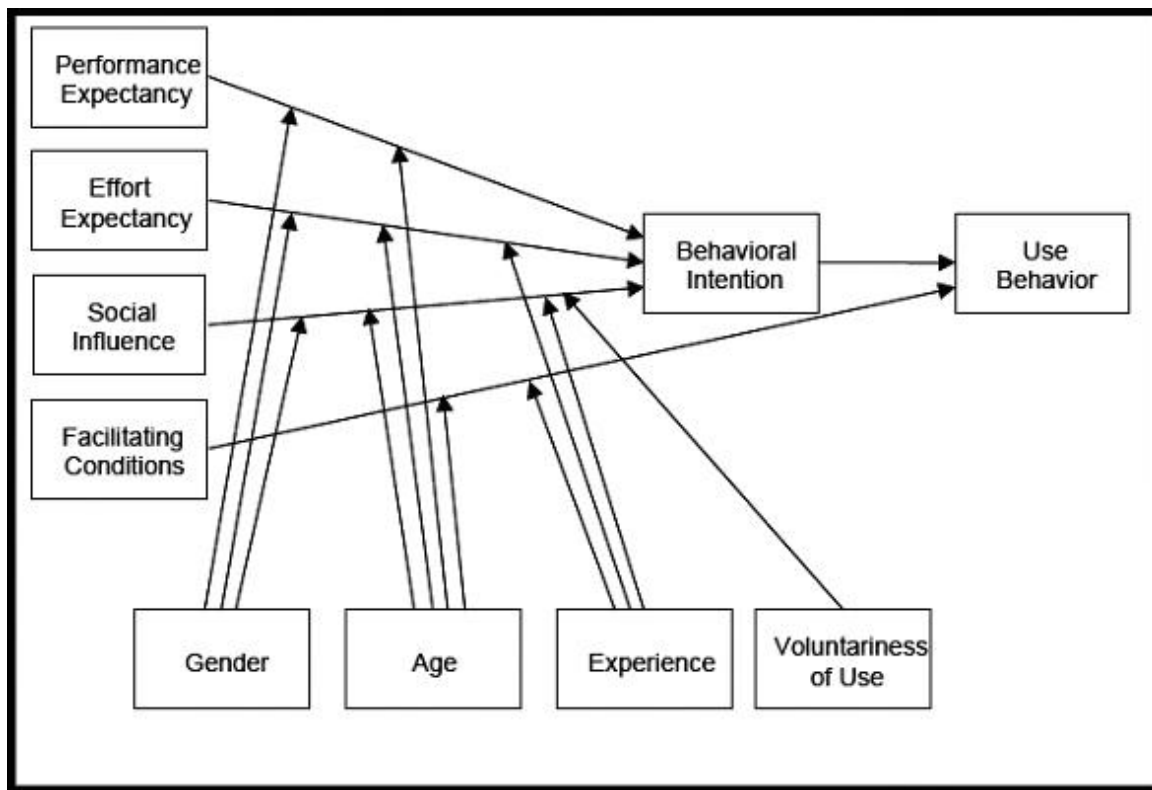 Performance
Expectancy
Effort
Expectancy
Social
Influence
Facilitating
Conditions
Behavioral
Intention
Use
Behavior
Gender
Age
Experience
Voluntariness
of Use